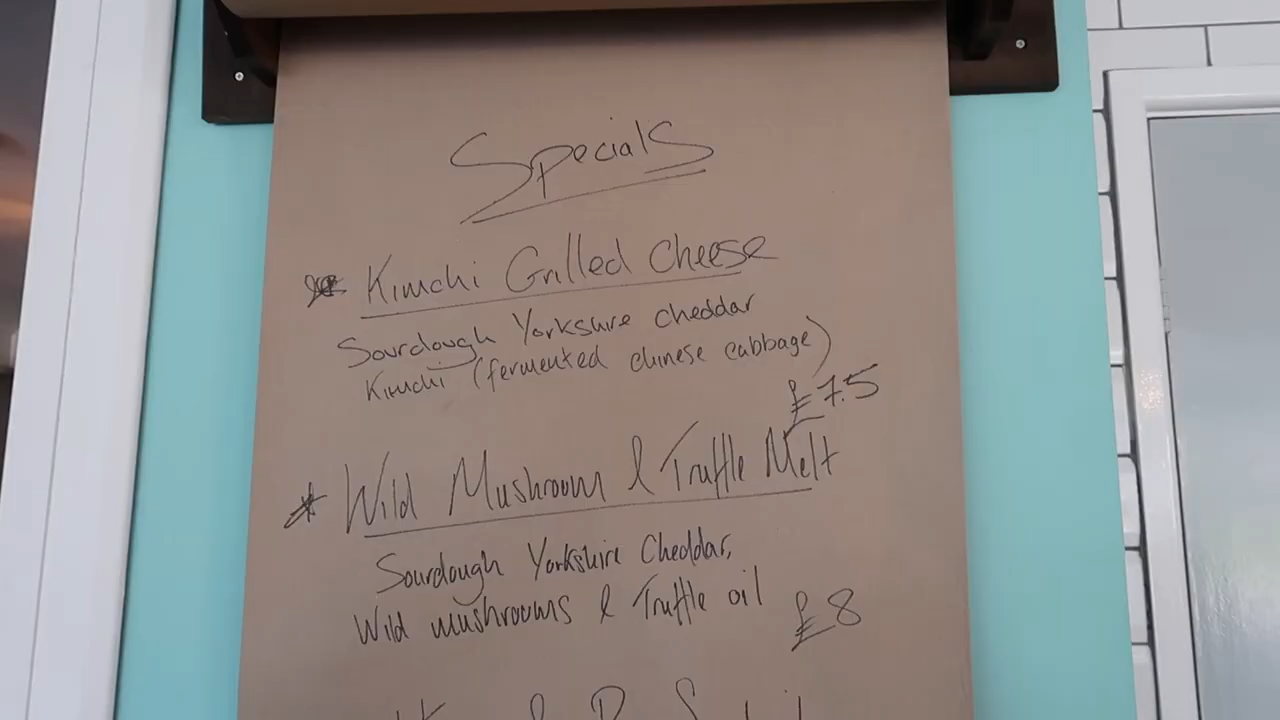 Specials
Kimchi Grilled Cheese
Sourdough Yorkshire cheddar
Kimchi (fermented chinese cabbage)
£7.5
Wild Mushroom & Truffle Melt
Sourdough Yorkshire Cheddar,
Wild mushrooms & Truffle oil
£8